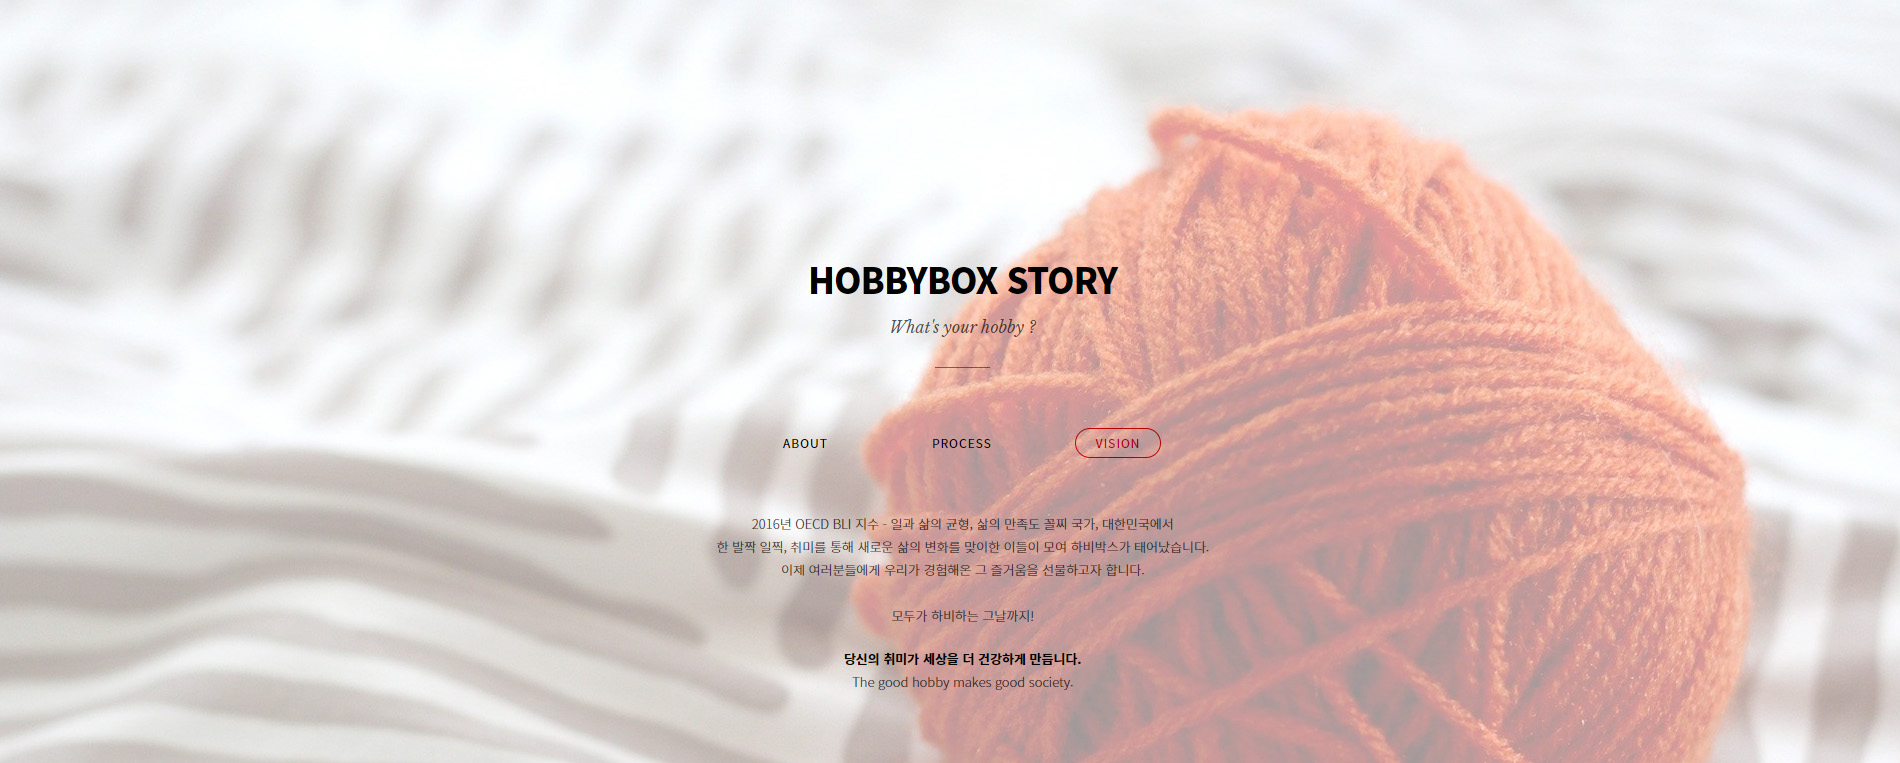 HOBBYBOX STORY
What's your hobby ?
ABOUT
PROCESS
VISION
2016년 OECD BLI 지수 - 일과 삶의 균형, 삶의 만족도 꼴찌 국가, 대한민국에서
한 발짝 일찍, 취미를 통해 새로운 삶의 변화를 맞이한 이들이 모여 하비박스가 태어났습니다.
이제 여러분들에게 우리가 경험해온 그 즐거움을 선물하고자 합니다.
모두가 하비하는 그날까지!
당신의 취미가 세상을 더 건강하게 만듭니다.
The good hobby makes good society.